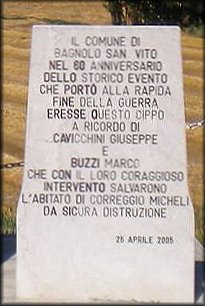 IL COMUNE DI
BAGNOLO SAN VITO
NEL 60 ANNIVERSARIO
DELLO STORICO EVENTO
CHE PORTÒ ALLA RAPIDA
FINE DELLA GUERRA
ERESSE QUESTO CIPPO
A RICORDO DI
CAVICCHINI GIUSEPPE
E
BUZZI MARCO
CHE CON IL LORO CORAGGIOSO
INTERVENTO SALVARONO
L'ABITATO DI CORREGGIO MICHELI
DA SICURA DISTRUZIONE
25 APRILE 2005